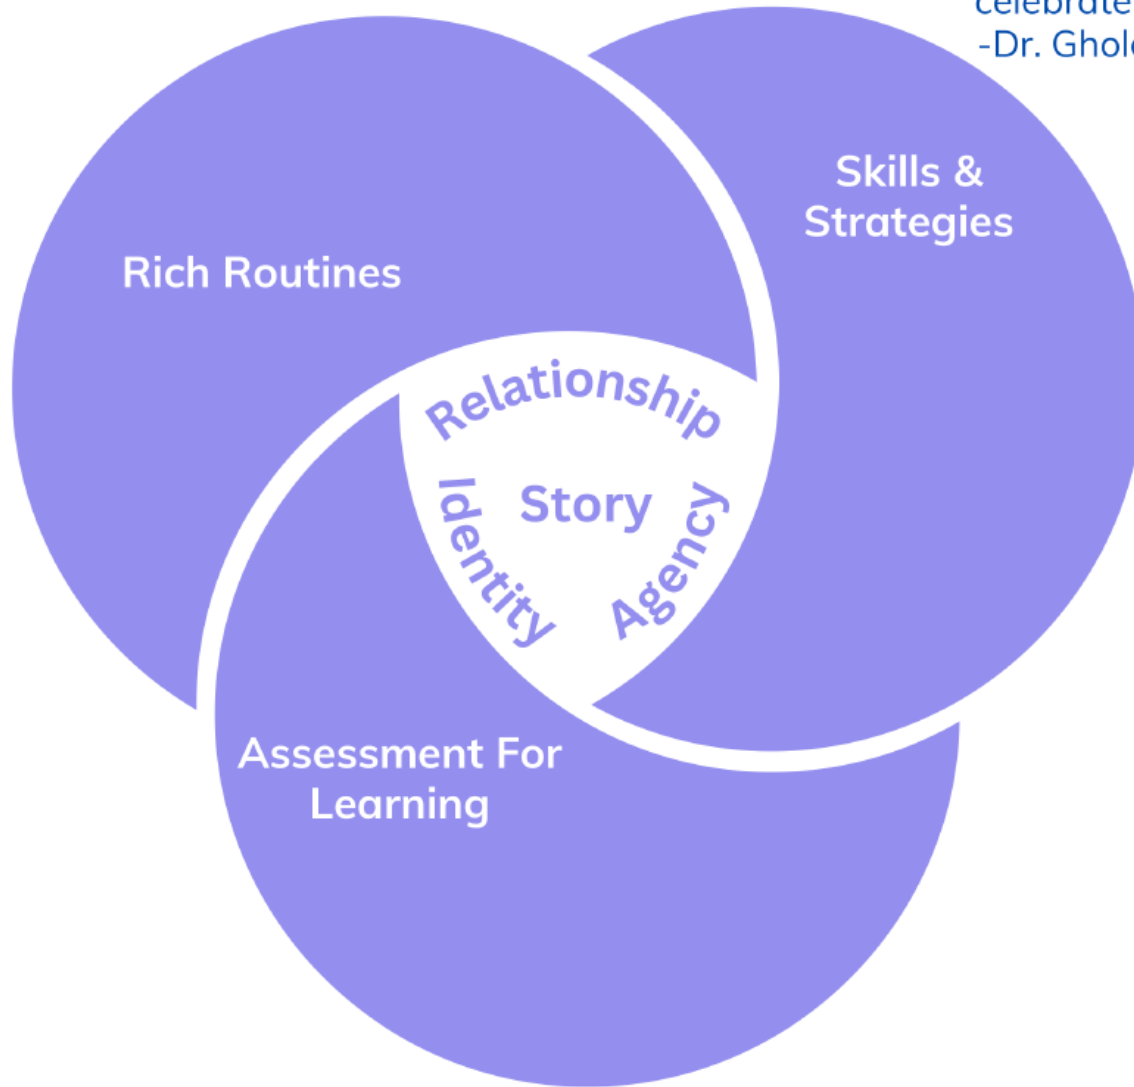 celebrate
-Dr.
Skills &
Strategies
Rich Routines
Relationship
Story
Identity
Agency
Assessment For
Learning